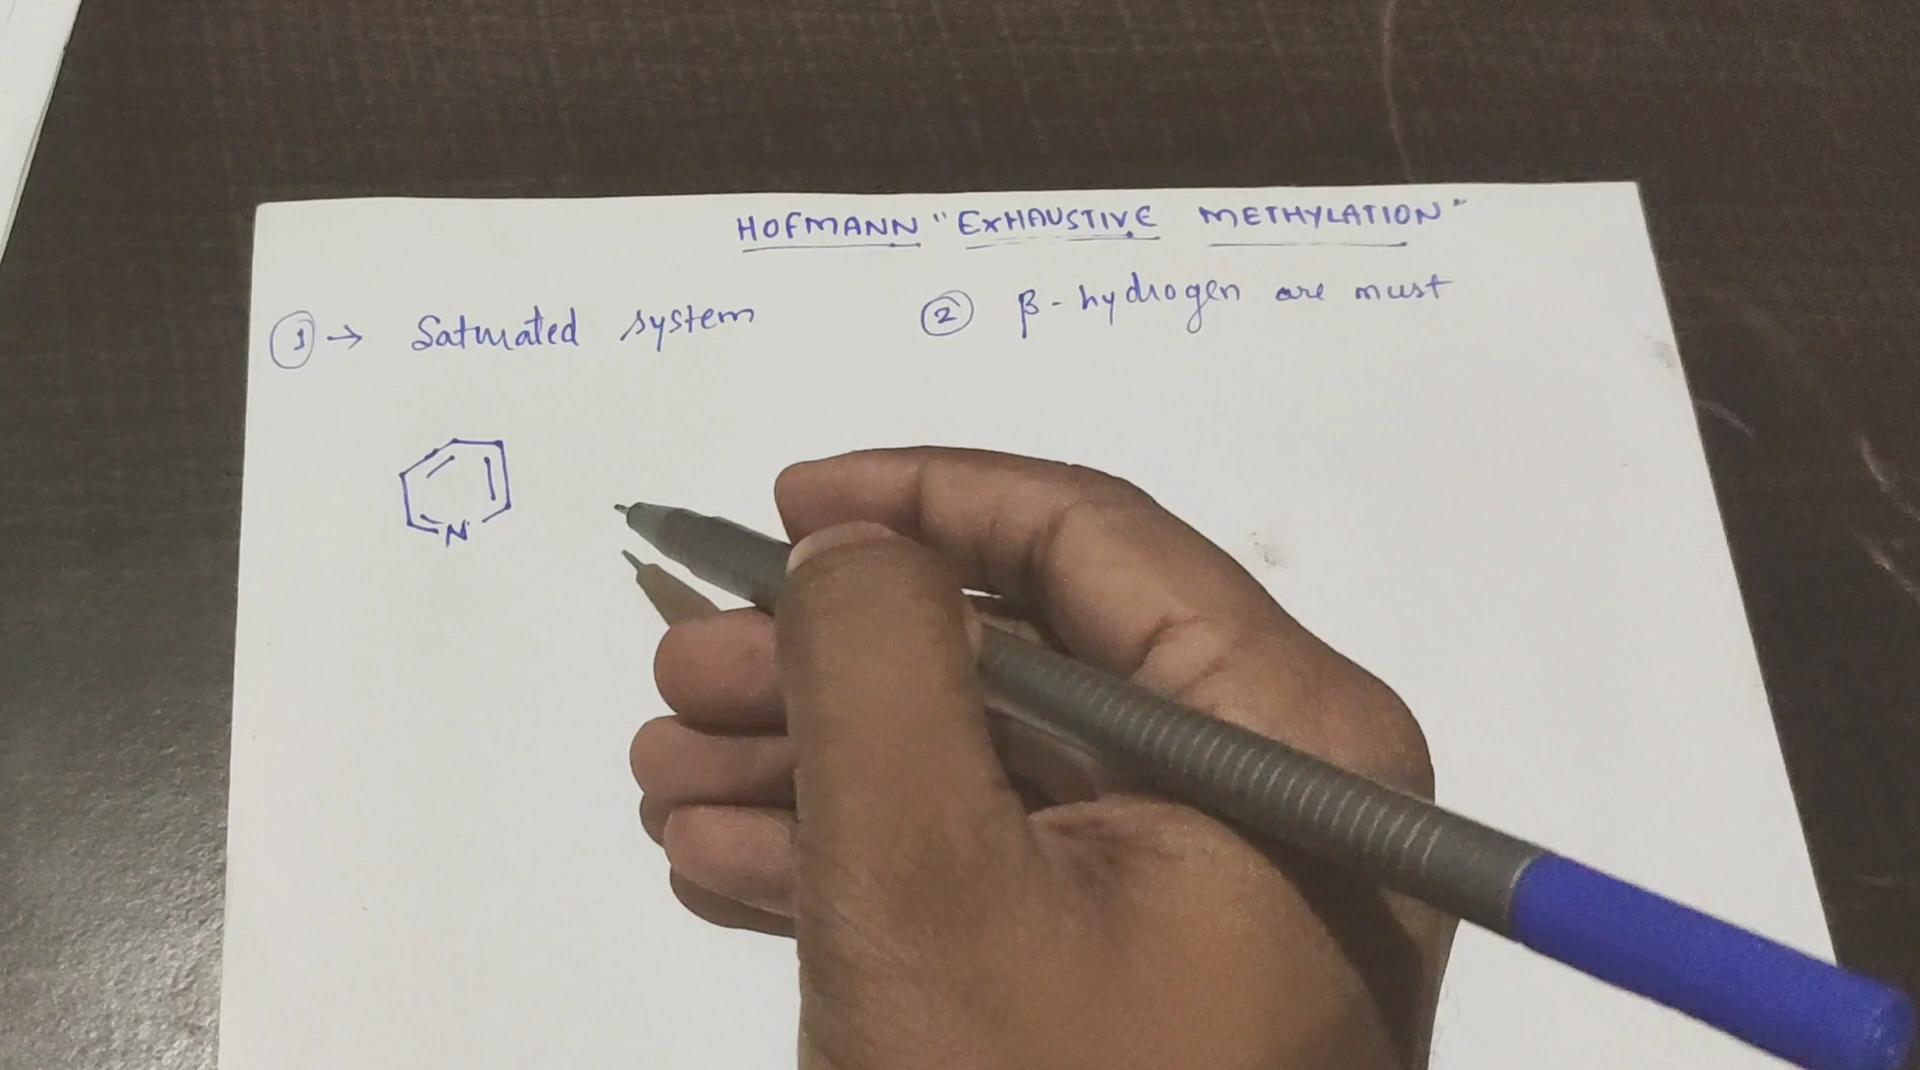 HOFMANN "EXHAUSTIVE METHYLATION"
① → Saturated system
② β-hydrogen are must
N